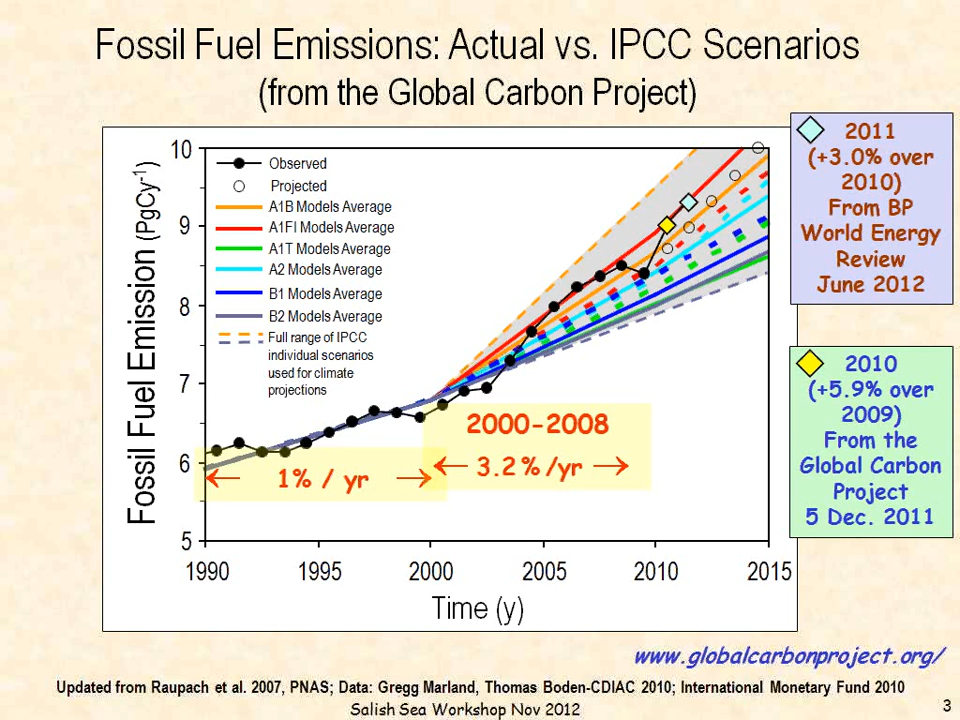 Fossil Fuel Emissions: Actual vs. IPCC Scenarios
(from the Global Carbon Project)
Fossil Fuel Emission (PgCy-1)
10
9
8
7
6
5
Observed
Projected
A1B Models Average
A1FI Models Average
A1T Models Average
A2 Models Average
B1 Models Average
B2 Models Average
Full range of IPCC
individual scenarios
used for climate
projections
2000-2008
3.2%/yr
1% / yr
1990
1995
2000
2005
2010
2015
Time (y)
2011
(+3.0% over
2010)
From BP
World Energy
Review
June 2012
2010
(+5.9% over
2009)
From the
Global Carbon
Project
5 Dec. 2011
www.globalcarbonproject.org/
Updated from Raupach et al. 2007, PNAS; Data: Gregg Marland, Thomas Boden-CDIAC 2010; International Monetary Fund 2010
Salish Sea Workshop Nov 2012
3